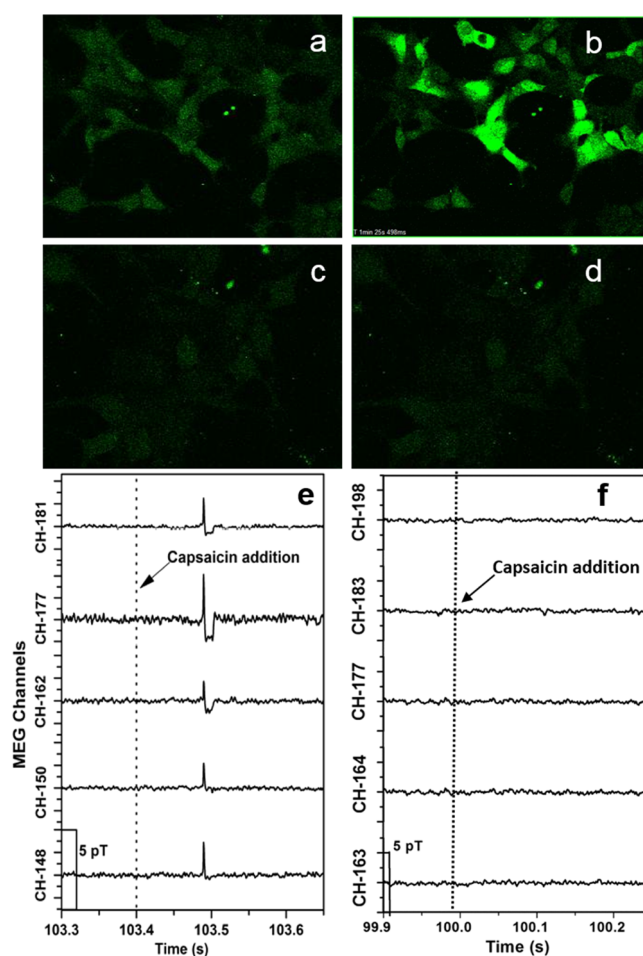 a
b
T 1min 25s 498ms
c
d
e
CH-181
CH-177
CH-162
CH-150
CH-148
MEG Channels
Capsaicin addition
5 pT
103.3 103.4 103.5 103.6
Time (s)
f
CH-198
CH-183
CH-177
CH-164
CH-163
Capsaicin addition
5 pT
99.9 100.0 100.1 100.2
Time (s)